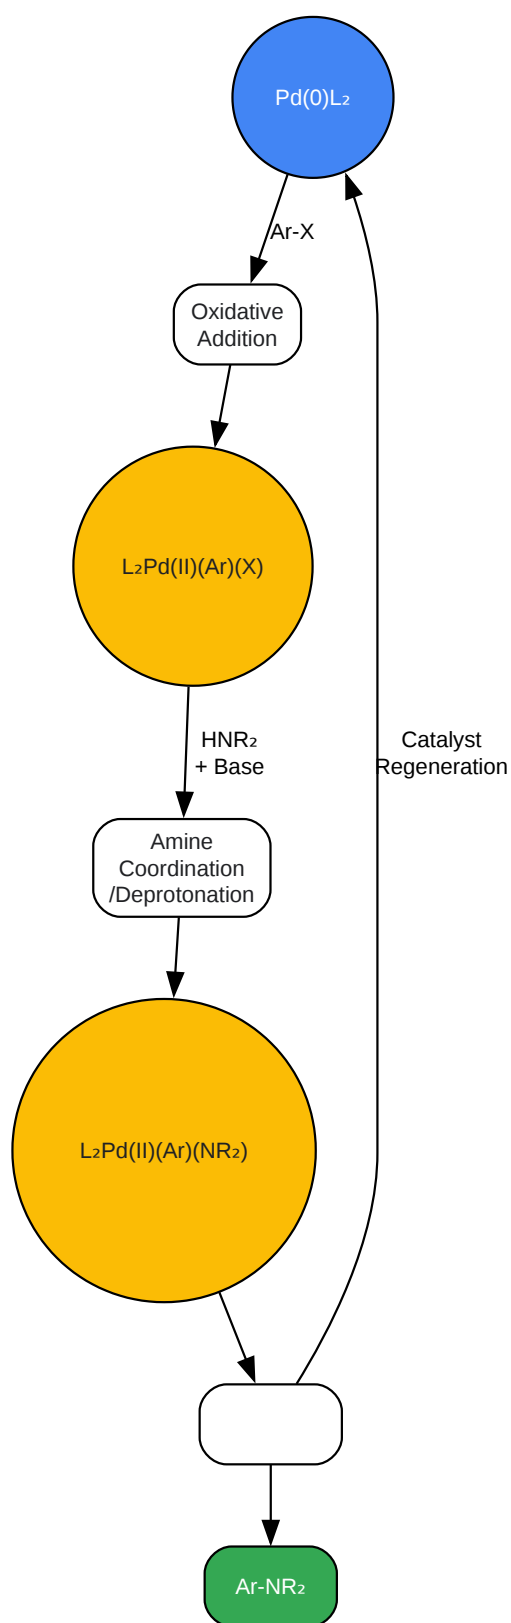 Pd(0)L₂
Ar-X
Oxidative
Addition
L₂Pd(II)(Ar)(X)
HNR₂
+ Base
Catalyst
Regeneration
Amine
Coordination
/Deprotonation
L₂Pd(II)(Ar)(NR₂)
Ar-NR₂